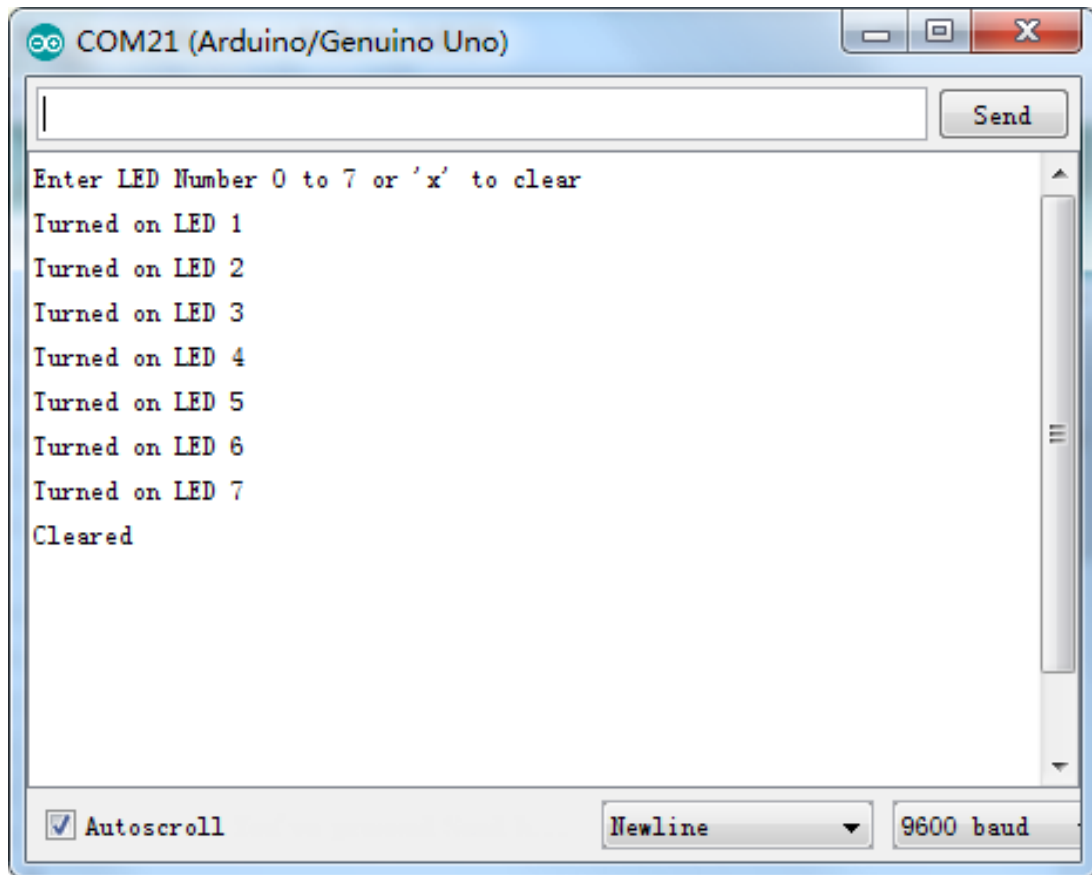 COM21 (Arduino/Genuino Uno)
Send
Enter LED Number 0 to 7 or 'x' to clear
Turned on LED 1
Turned on LED 2
Turned on LED 3
Turned on LED 4
Turned on LED 5
Turned on LED 6
Turned on LED 7
Cleared
Autoscroll
Newline
9600 baud